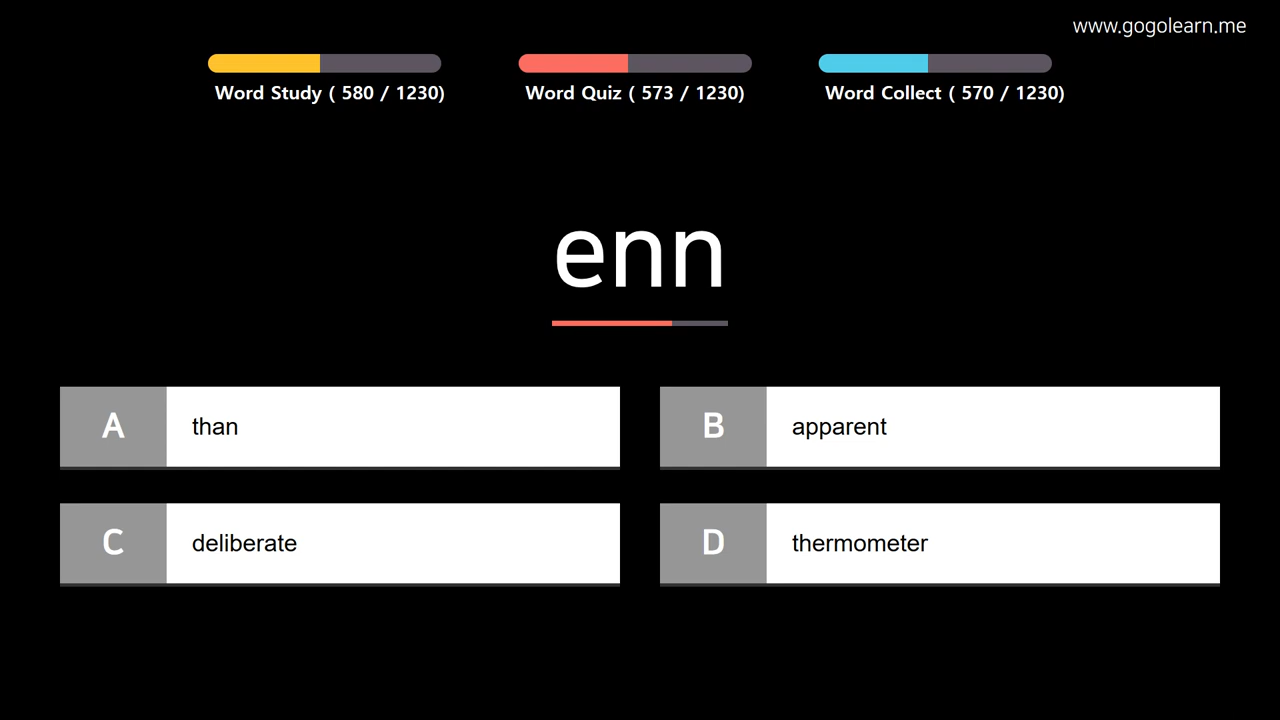 www.gogolearn.me
Word Study ( 580 / 1230)
Word Quiz ( 573 / 1230)
Word Collect ( 570 / 1230)
enn
A than
B apparent
C deliberate
D thermometer